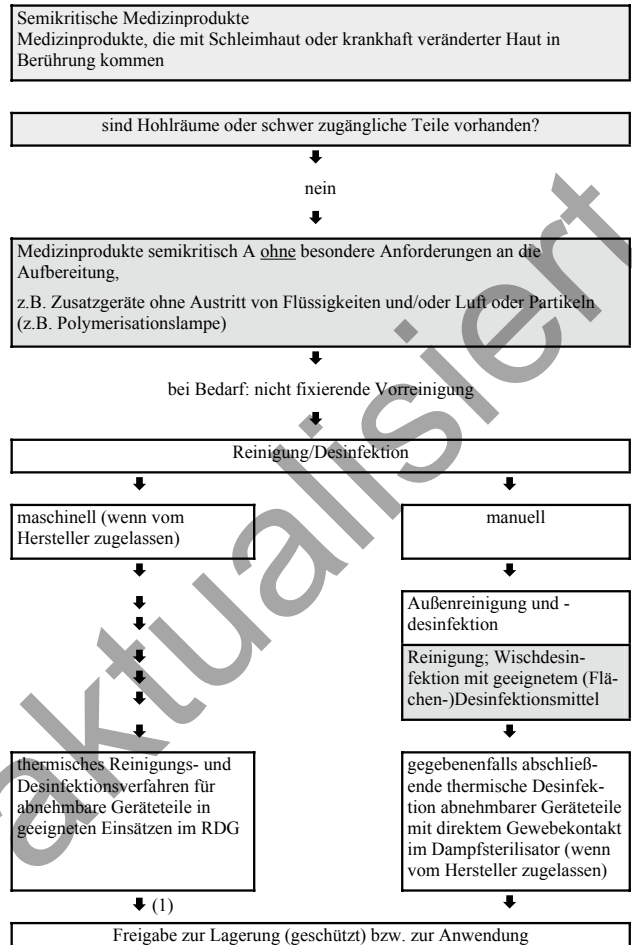 Semikritische Medizinprodukte
Medizinprodukte, die mit Schleimhaut oder krankhaft veränderter Haut in
Berührung kommen
sind Hohlräume oder schwer zugängliche Teile vorhanden?
nein
Medizinprodukte semikritisch A ohne besondere Anforderungen an die
Aufbereitung,
z.B. Zusatzgeräte ohne Austritt von Flüssigkeiten und/oder Luft oder Partikeln
(z.B. Polymerisationslampe)
bei Bedarf: nicht fixierende Vorreinigung
Reinigung/Desinfektion
maschinell (wenn vom
Hersteller zugelassen)
manuell
Außenreinigung und -
desinfektion
Reinigung; Wischdesin-
fektion mit geeignetem (Flä-
chen-)Desinfektionsmittel
thermisches Reinigungs- und
Desinfektionsverfahren für
abnehmbare Geräteteile in
geeigneten Einsätzen im RDG
gegebenenfalls abschließ-
ende thermische Desinfek-
tion abnehmbarer Geräteteile
mit direktem Gewebekontakt
im Dampfsterilisator (wenn
vom Hersteller zugelassen)
(1)
Freigabe zur Lagerung (geschützt) bzw. zur Anwendung
aktualisiert